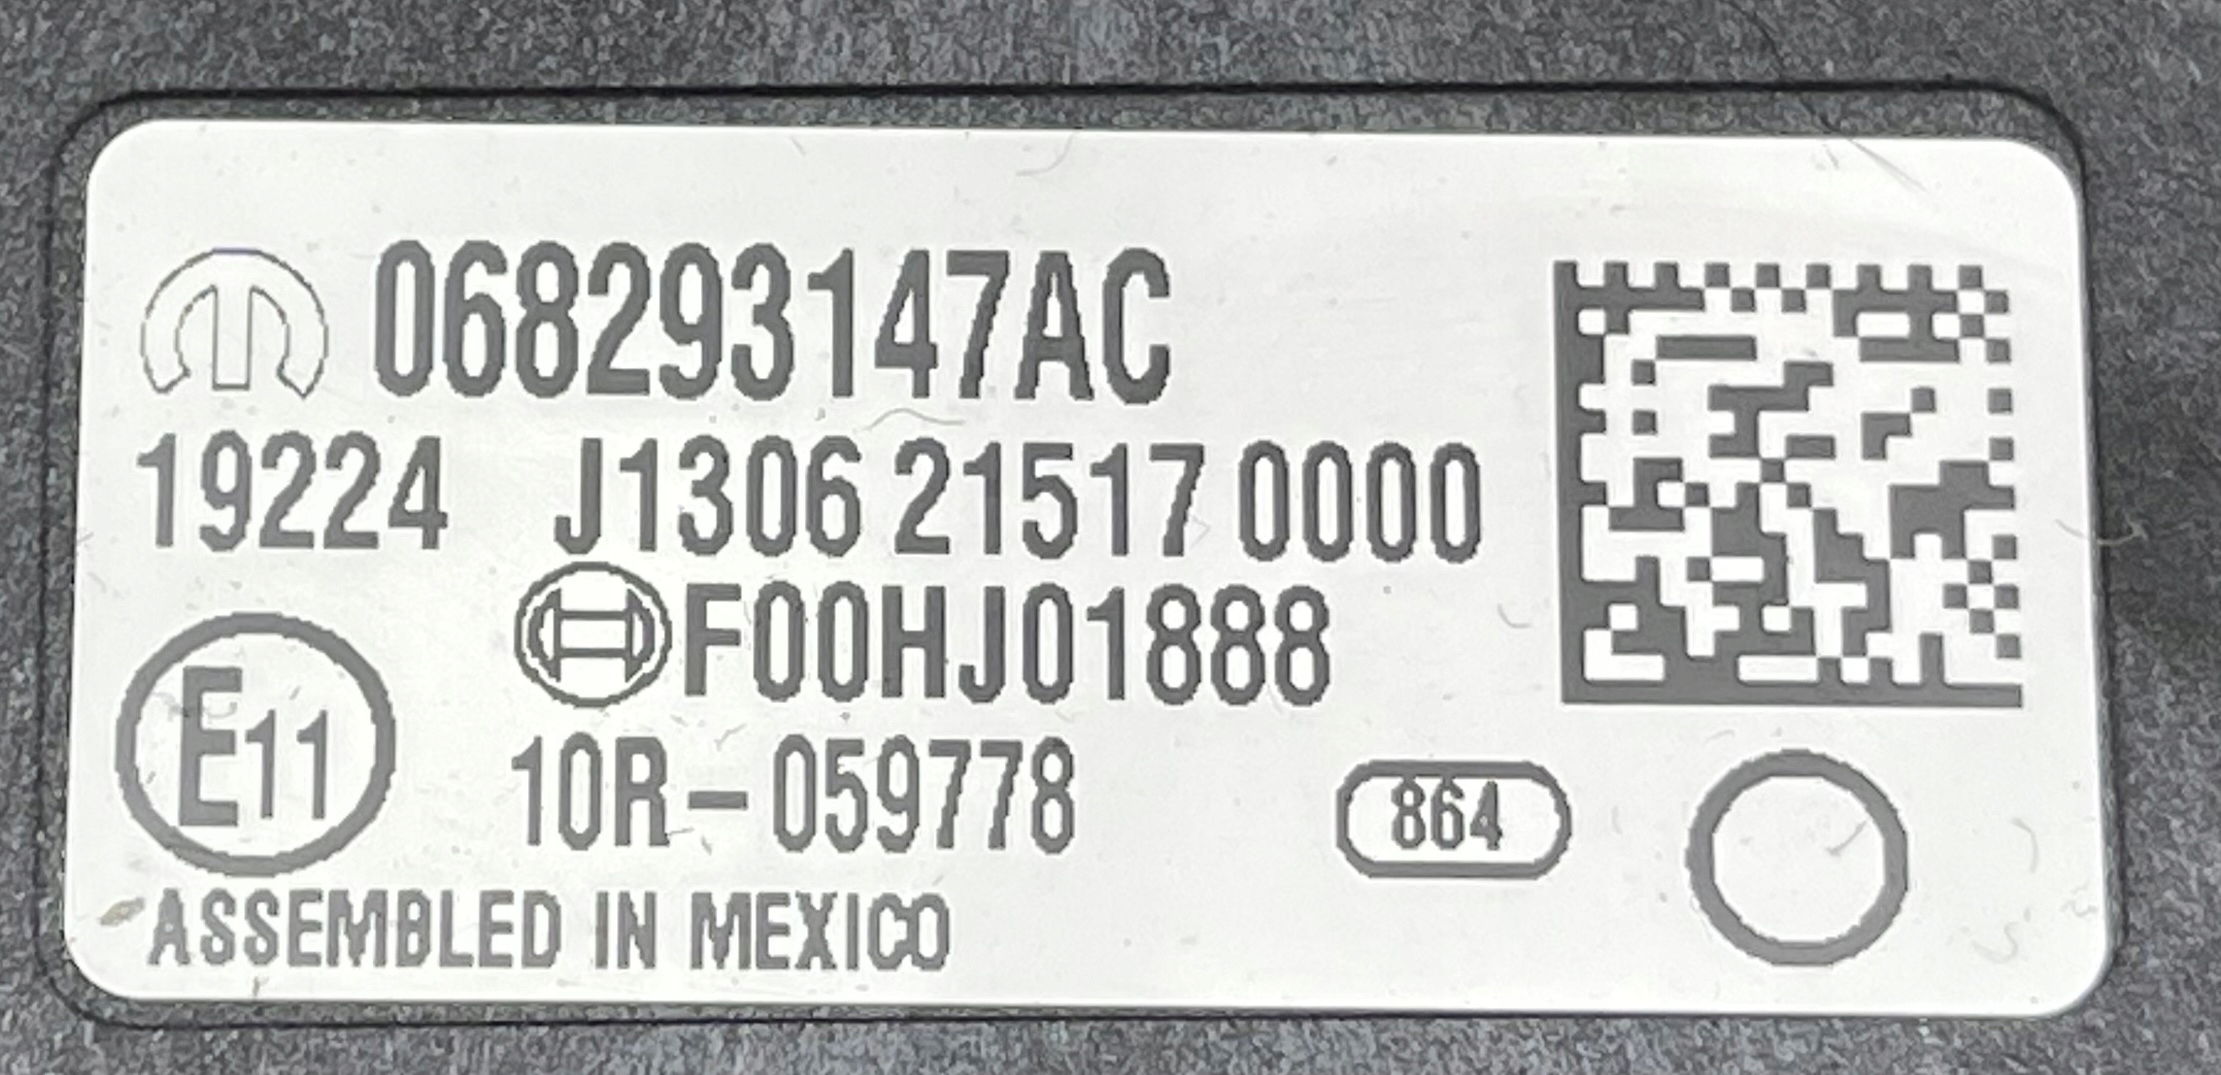 068293147AC
19224 J1306 21517 0000
F00HJ01888
E11
10R-059778
864
ASSEMBLED IN MEXICO